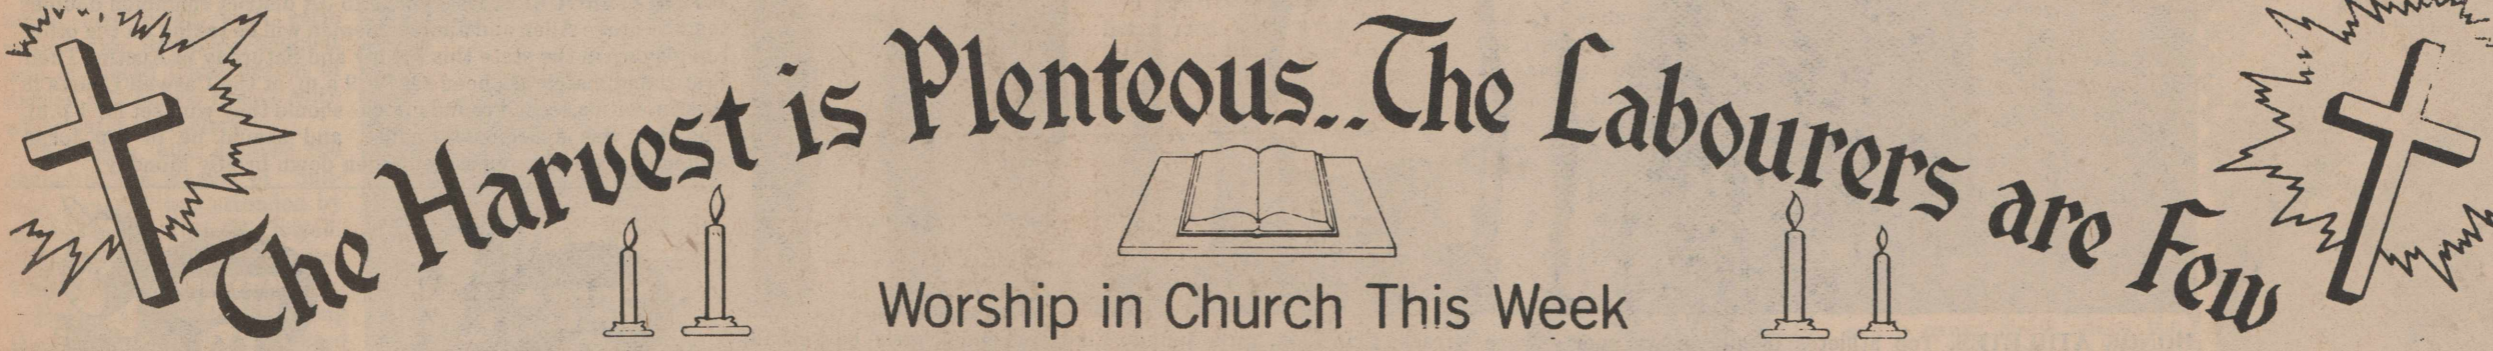 The Harvest is Plenteous..The Labourers are Few
Worship in Church This Week